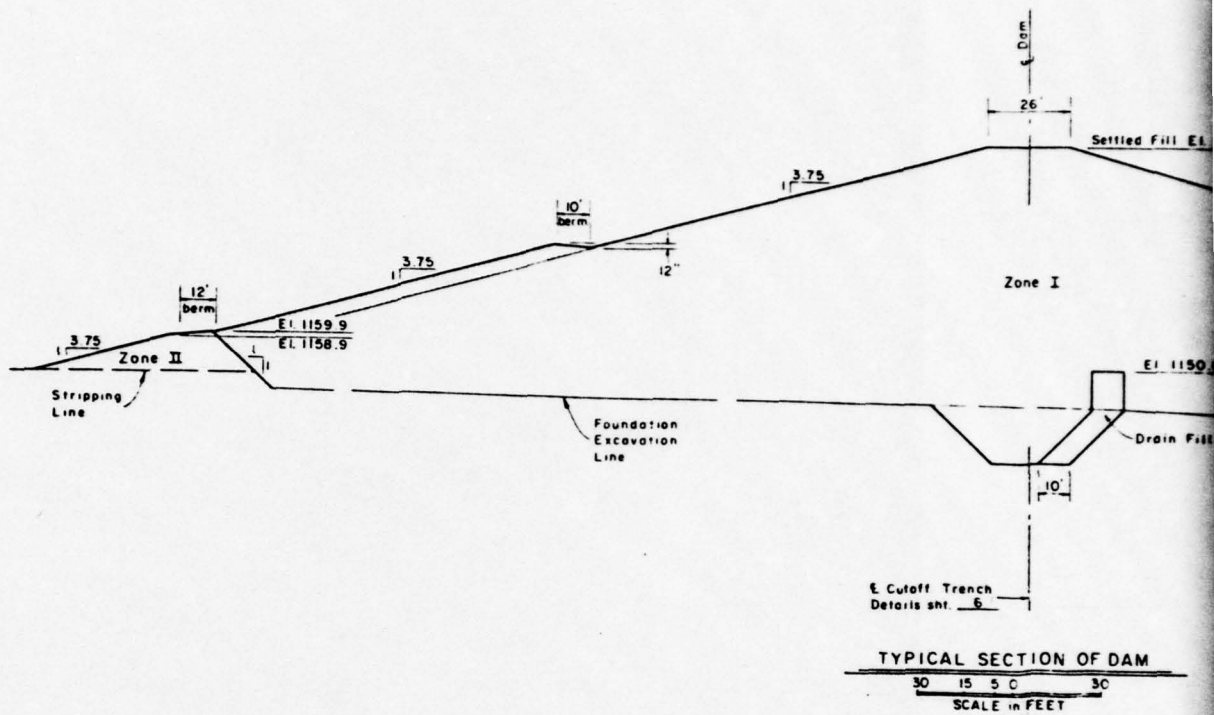 ℄ Dam
26'
Settled Fill El.
3.75
1
10'
berm
12"
3.75
1
Zone I
12'
berm
El. 1159.9
El. 1158.9
3.75
1
Zone II
1
1
El. 1150.
Stripping
Line
Foundation
Excavation
Line
Drain Fill
10'
℄ Cutoff Trench
Details sht. 6
TYPICAL SECTION OF DAM
30 15 5 0 30
SCALE in FEET